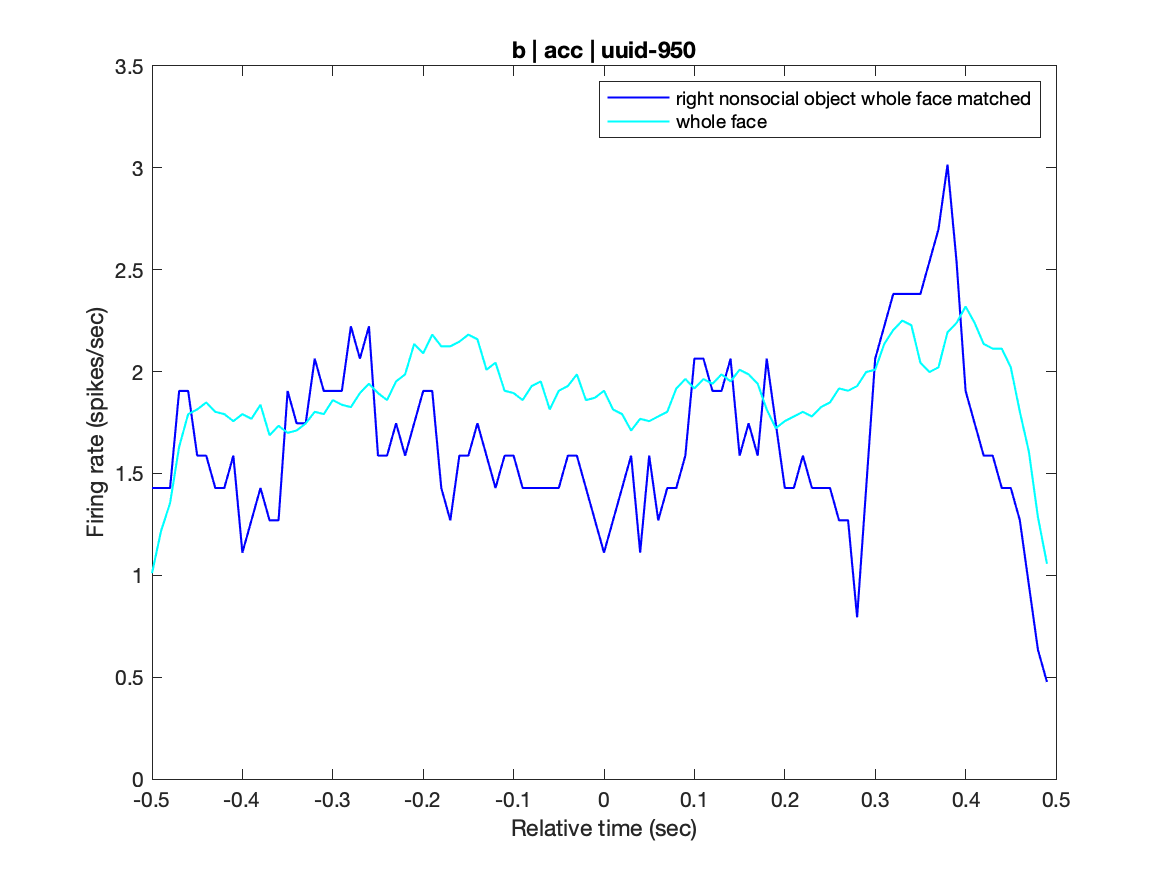 b | acc | uuid-950
right nonsocial object whole face matched
whole face
3.5
3
2.5
2
1.5
1
0.5
0
Firing rate (spikes/sec)
-0.5 -0.4 -0.3 -0.2 -0.1 0 0.1 0.2 0.3 0.4 0.5
Relative time (sec)